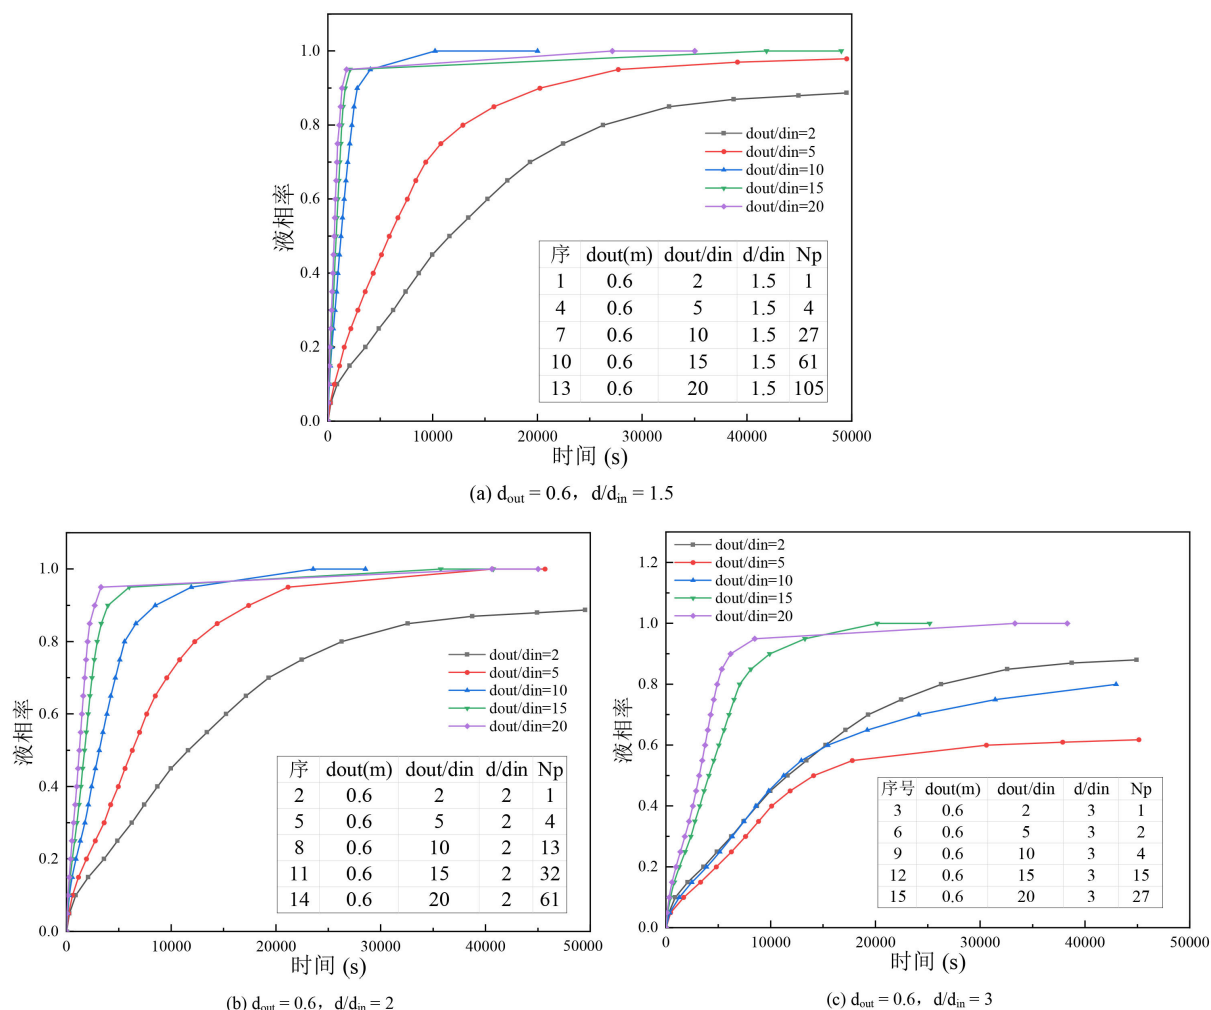 1.0
0.8
0.6
0.4
0.2
0.0
液相率
dout/din=2
dout/din=5
dout/din=10
dout/din=15
dout/din=20
序 dout(m) dout/din d/din Np
1 0.6 2 1.5 1
4 0.6 5 1.5 4
7 0.6 10 1.5 27
10 0.6 15 1.5 61
13 0.6 20 1.5 105
0 10000 20000 30000 40000 50000
时间 (s)
(a) dout = 0.6，d/din = 1.5
1.0
0.8
0.6
0.4
0.2
0.0
液相率
dout/din=2
dout/din=5
dout/din=10
dout/din=15
dout/din=20
序 dout(m) dout/din d/din Np
2 0.6 2 2 1
5 0.6 5 2 4
8 0.6 10 2 13
11 0.6 15 2 32
14 0.6 20 2 61
0 10000 20000 30000 40000 50000
时间 (s)
(b) dout = 0.6，d/din = 2
1.2
1.0
0.8
0.6
0.4
0.2
0.0
液相率
dout/din=2
dout/din=5
dout/din=10
dout/din=15
dout/din=20
序号 dout(m) dout/din d/din Np
3 0.6 2 3 1
6 0.6 5 3 2
9 0.6 10 3 4
12 0.6 15 3 15
15 0.6 20 3 27
0 10000 20000 30000 40000 50000
时间 (s)
(c) dout = 0.6，d/din = 3